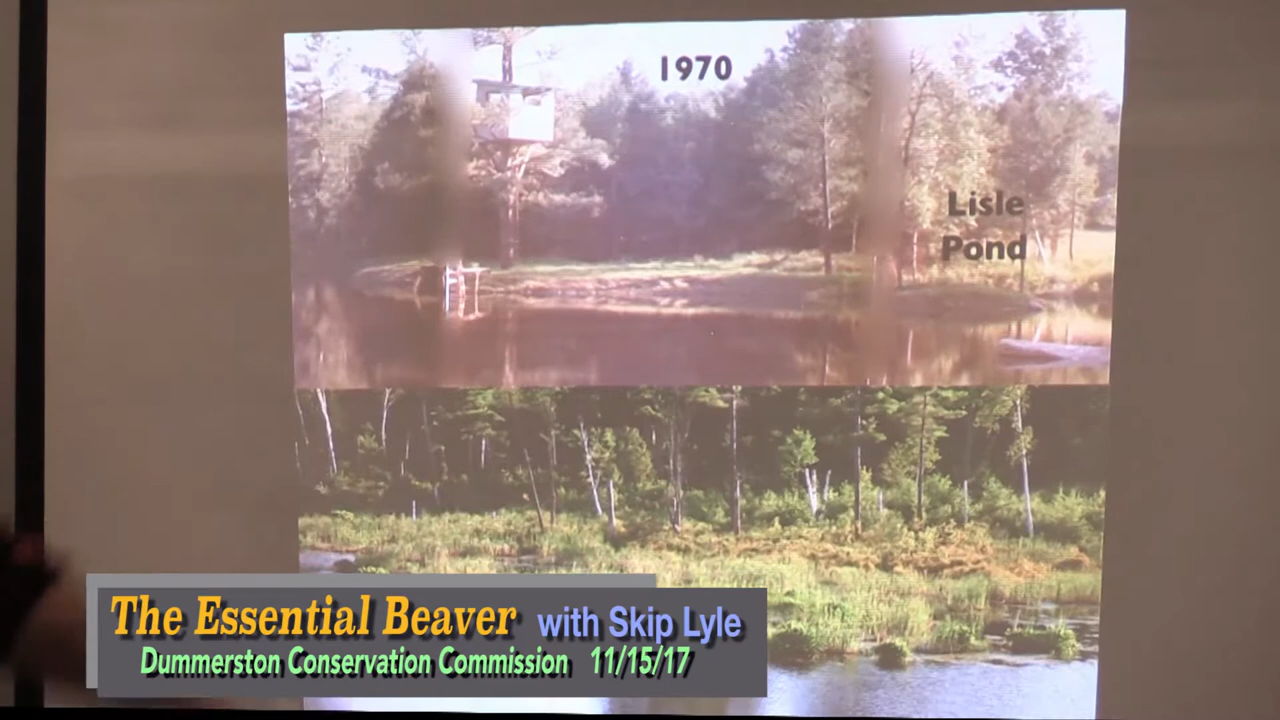 1970
Lisle
Pond
The Essential Beaver with Skip Lyle
Dummerston Conservation Commission 11/15/17